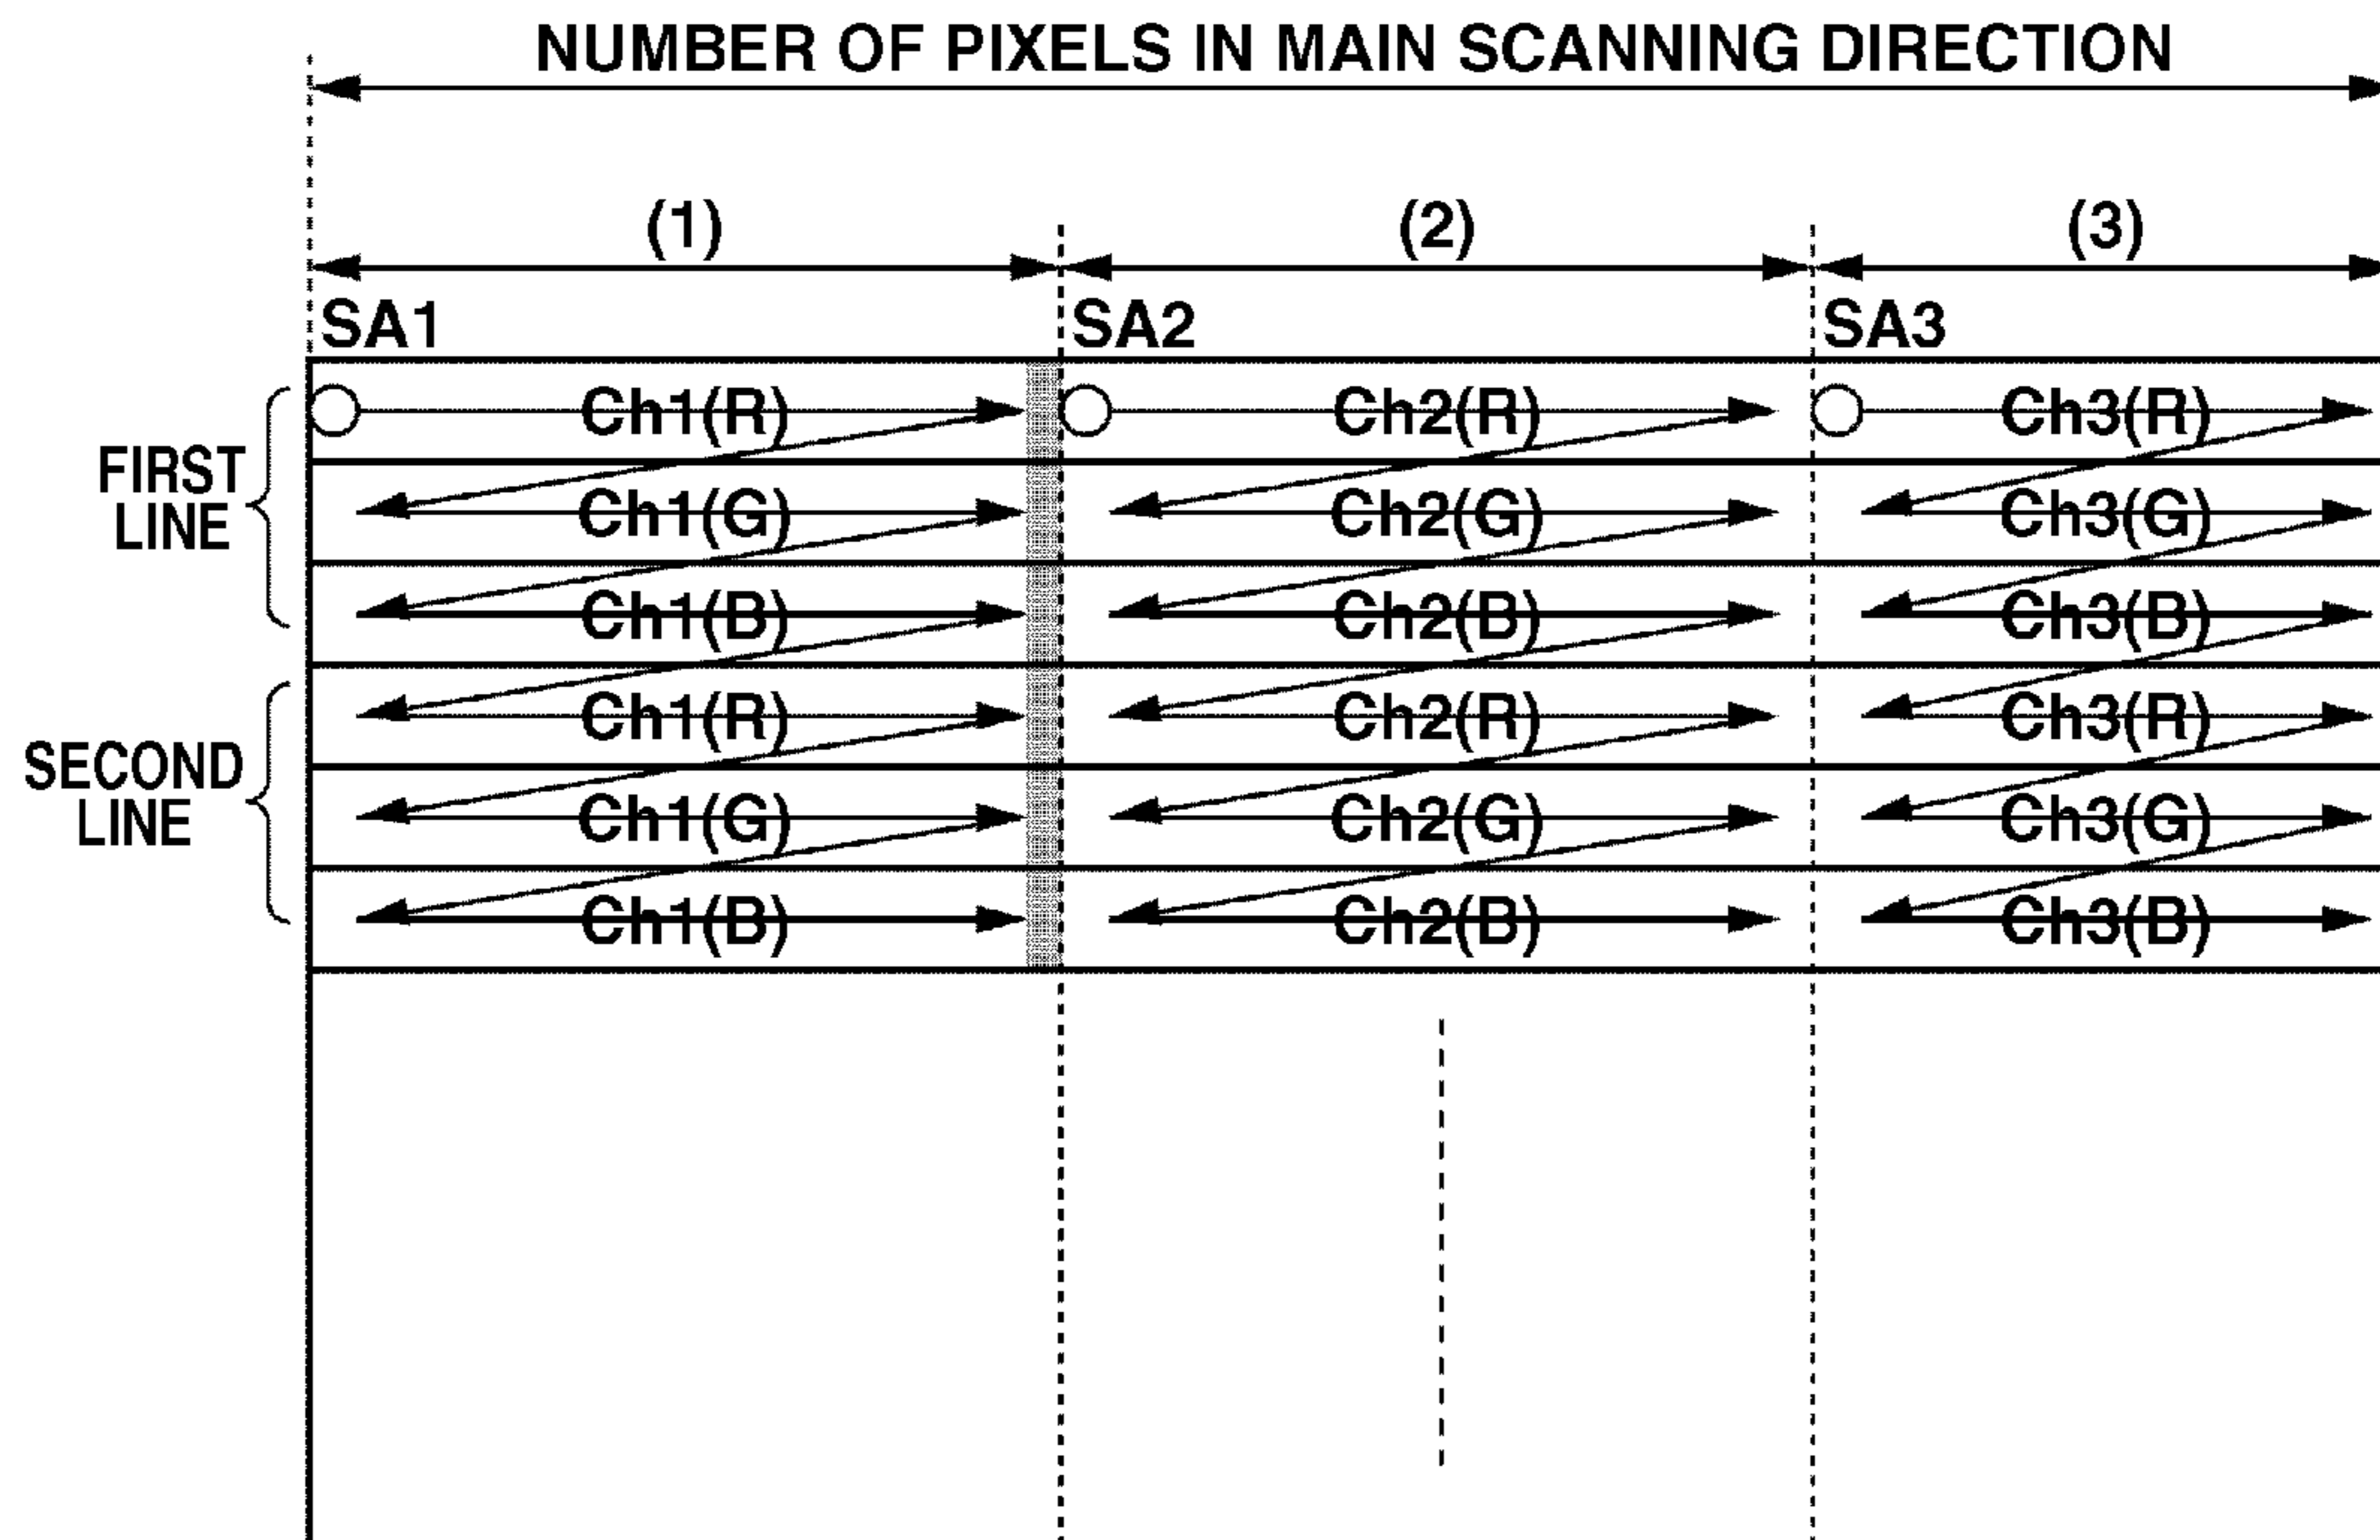 NUMBER OF PIXELS IN MAIN SCANNING DIRECTION
(1) (2) (3)
SA1 SA2 SA3
FIRST
LINE
Ch1(R) Ch2(R) Ch3(R)
Ch1(G) Ch2(G) Ch3(G)
Ch1(B) Ch2(B) Ch3(B)
SECOND
LINE
Ch1(R) Ch2(R) Ch3(R)
Ch1(G) Ch2(G) Ch3(G)
Ch1(B) Ch2(B) Ch3(B)